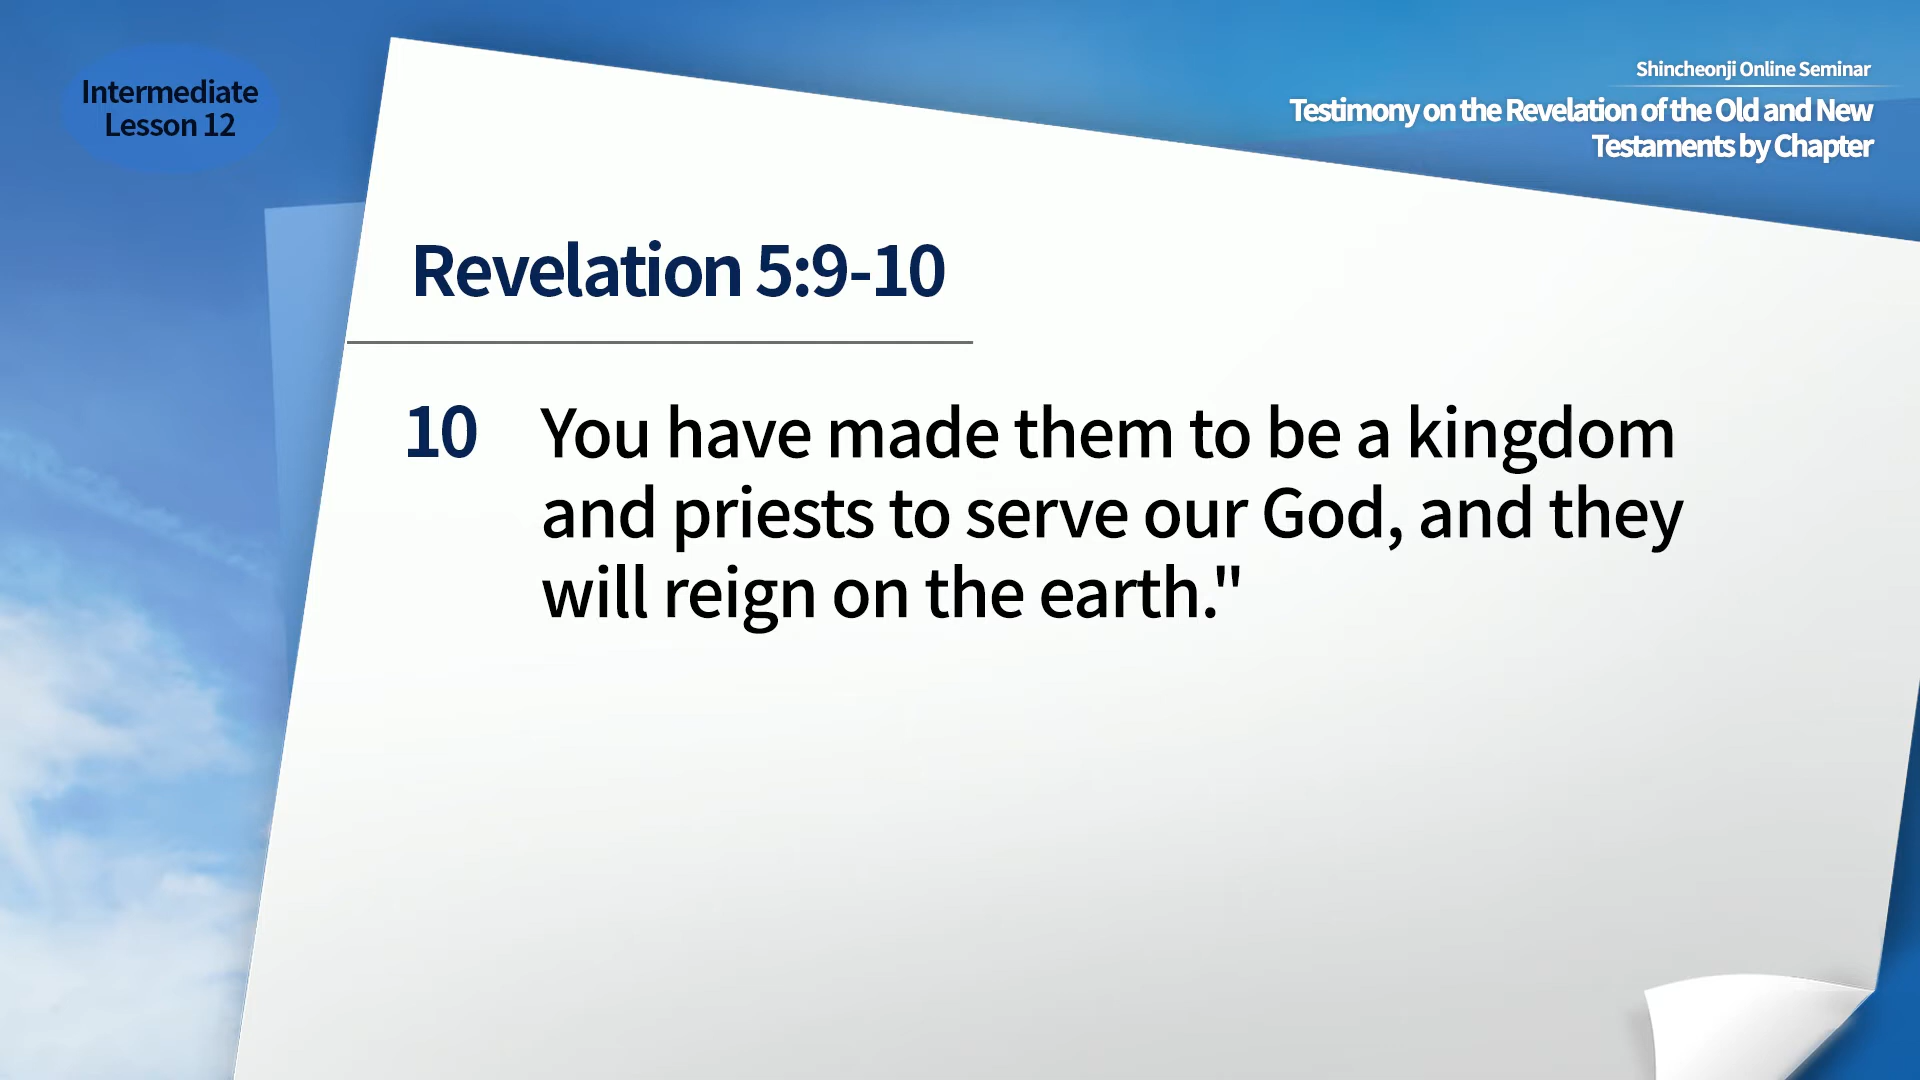 Intermediate
Lesson 12
Shincheonji Online Seminar
Testimony on the Revelation of the Old and New
Testaments by Chapter
Revelation 5:9-10
10 You have made them to be a kingdom
and priests to serve our God, and they
will reign on the earth."